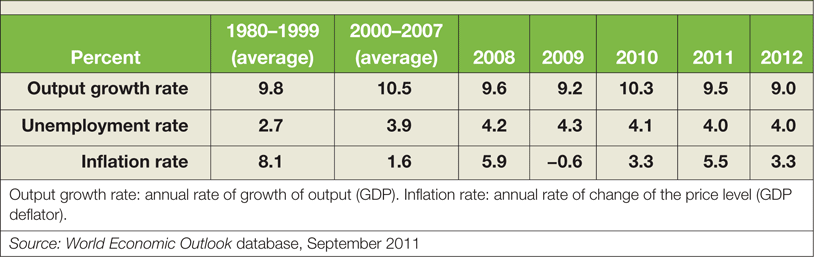 Percent 1980–1999 (average) 2000–2007 (average) 2008 2009 2010 2011 2012
Output growth rate 9.8 10.5 9.6 9.2 10.3 9.5 9.0
Unemployment rate 2.7 3.9 4.2 4.3 4.1 4.0 4.0
Inflation rate 8.1 1.6 5.9 −0.6 3.3 5.5 3.3
Output growth rate: annual rate of growth of output (GDP). Inflation rate: annual rate of change of the price level (GDP
deflator).
Source: World Economic Outlook database, September 2011